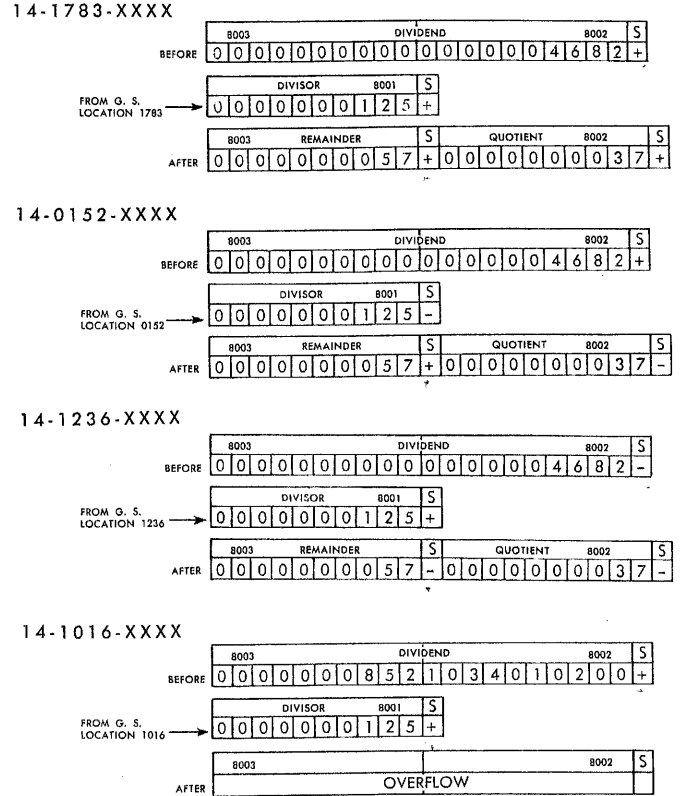 14-1783-XXXX
8003 DIVIDEND 8002 S
BEFORE 0 0 0 0 0 0 0 0 0 0 0 0 0 0 0 0 4 6 8 2 +
DIVISOR 8001 S
FROM G. S.
LOCATION 1783 0 0 0 0 0 0 0 1 2 5 +
8003 REMAINDER S QUOTIENT 8002 S
AFTER 0 0 0 0 0 0 0 0 5 7 + 0 0 0 0 0 0 0 0 3 7 +
14-0152-XXXX
8003 DIVIDEND 8002 S
BEFORE 0 0 0 0 0 0 0 0 0 0 0 0 0 0 0 0 4 6 8 2 +
DIVISOR 8001 S
FROM G. S.
LOCATION 0152 0 0 0 0 0 0 0 1 2 5 -
8003 REMAINDER S QUOTIENT 8002 S
AFTER 0 0 0 0 0 0 0 0 5 7 + 0 0 0 0 0 0 0 0 3 7 -
14-1236-XXXX
8003 DIVIDEND 8002 S
BEFORE 0 0 0 0 0 0 0 0 0 0 0 0 0 0 0 0 4 6 8 2 -
DIVISOR 8001 S
FROM G. S.
LOCATION 1236 0 0 0 0 0 0 0 1 2 5 +
8003 REMAINDER S QUOTIENT 8002 S
AFTER 0 0 0 0 0 0 0 0 5 7 - 0 0 0 0 0 0 0 0 3 7 -
14-1016-XXXX
8003 DIVIDEND 8002 S
BEFORE 0 0 0 0 0 0 0 8 5 2 1 0 3 4 0 1 0 2 0 0 +
DIVISOR 8001 S
FROM G. S.
LOCATION 1016 0 0 0 0 0 0 0 1 2 5 +
8003 8002 S
AFTER OVERFLOW